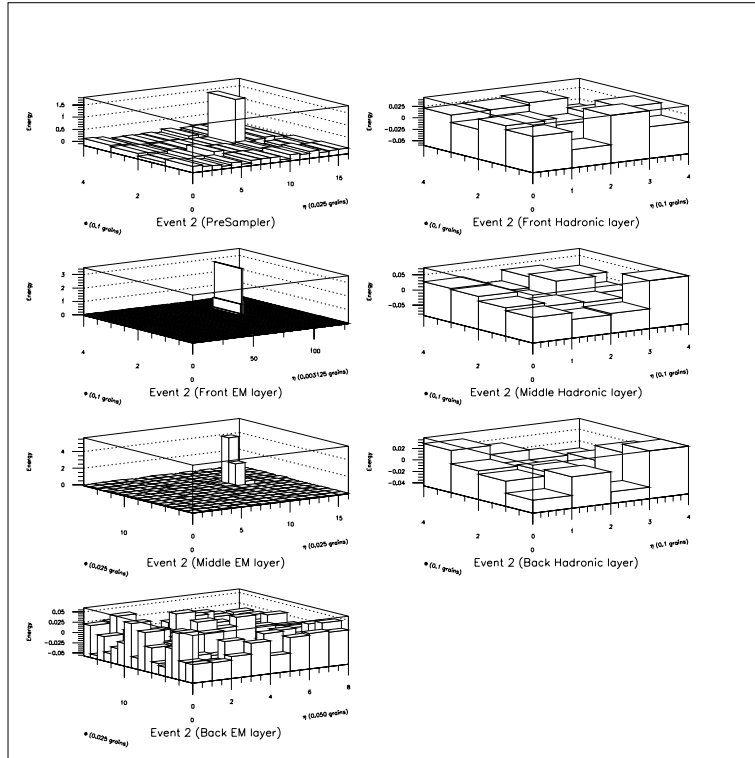 Energy
1.5
1
0.5
0
4
2
0
0
5
10
15
φ (0.1 grains)
η (0.025 grains)
Event 2 (PreSampler)
Energy
0.025
0
-0.025
-0.05
4
2
0
0
1
2
3
4
φ (0.1 grains)
η (0.1 grains)
Event 2 (Front Hadronic layer)
Energy
3
2
1
0
4
2
0
0
50
100
φ (0.1 grains)
η (0.003125 grains)
Event 2 (Front EM layer)
Energy
0.05
0
-0.05
4
2
0
0
1
2
3
4
φ (0.1 grains)
η (0.1 grains)
Event 2 (Middle Hadronic layer)
Energy
4
2
0
10
0
0
5
10
15
φ (0.025 grains)
η (0.025 grains)
Event 2 (Middle EM layer)
Energy
0.02
0
-0.02
-0.04
4
2
0
0
1
2
3
4
φ (0.1 grains)
η (0.1 grains)
Event 2 (Back Hadronic layer)
Energy
0.05
0.025
0
-0.025
-0.05
10
0
0
2
4
6
8
φ (0.025 grains)
η (0.050 grains)
Event 2 (Back EM layer)